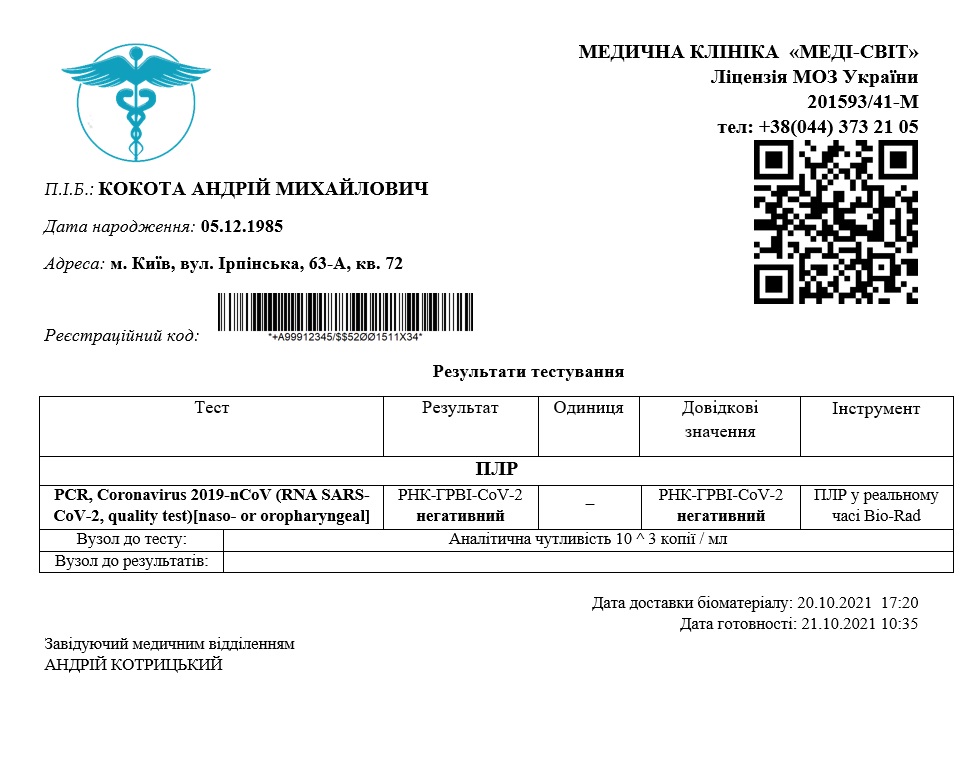 МЕДИЧНА КЛІНІКА «МЕДІ-СВІТ»
Ліцензія МОЗ України
201593/41-М
тел: +38(044) 373 21 05
П.І.Б.: КОКОТА АНДРІЙ МИХАЙЛОВИЧ
Дата народження: 05.12.1985
Адреса: м. Київ, вул. Ірпінська, 63-А, кв. 72
Реєстраційний код:
*+A99912345/$$52ØØ1511X34*
Результати тестування
Тест Результат Одиниця Довідкові значення Інструмент
ПЛР
PCR, Coronavirus 2019-nCoV (RNA SARS- РНК-ГРВІ-CoV-2 – РНК-ГРВІ-CoV-2 ПЛР у реальному
CoV-2, quality test)[naso- or oropharyngeal] негативний негативний часі Bio-Rad
Вузол до тесту: Аналітична чутливість 10 ^ 3 копії / мл
Вузол до результатів:
Дата доставки біоматеріалу: 20.10.2021 17:20
Дата готовності: 21.10.2021 10:35
Завідуючий медичним відділенням
АНДРІЙ КОТРИЦЬКИЙ